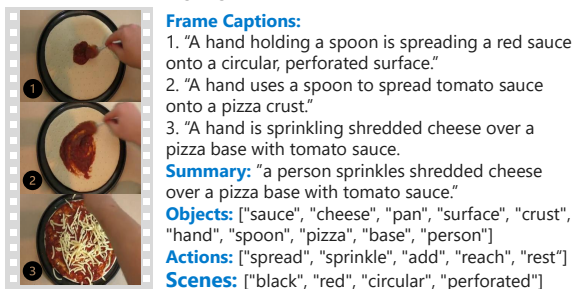 Frame Captions:
1. “A hand holding a spoon is spreading a red sauce
onto a circular, perforated surface.”
2. “A hand uses a spoon to spread tomato sauce
onto a pizza crust.”
3. “A hand is sprinkling shredded cheese over a
pizza base with tomato sauce.
Summary: “a person sprinkles shredded cheese
over a pizza base with tomato sauce.”
Objects: ["sauce", "cheese", "pan", "surface", "crust",
"hand", "spoon", "pizza", "base", "person"]
Actions: ["spread", "sprinkle", "add", "reach", "rest”]
Scenes: ["black", "red", "circular", "perforated"]
1
2
3